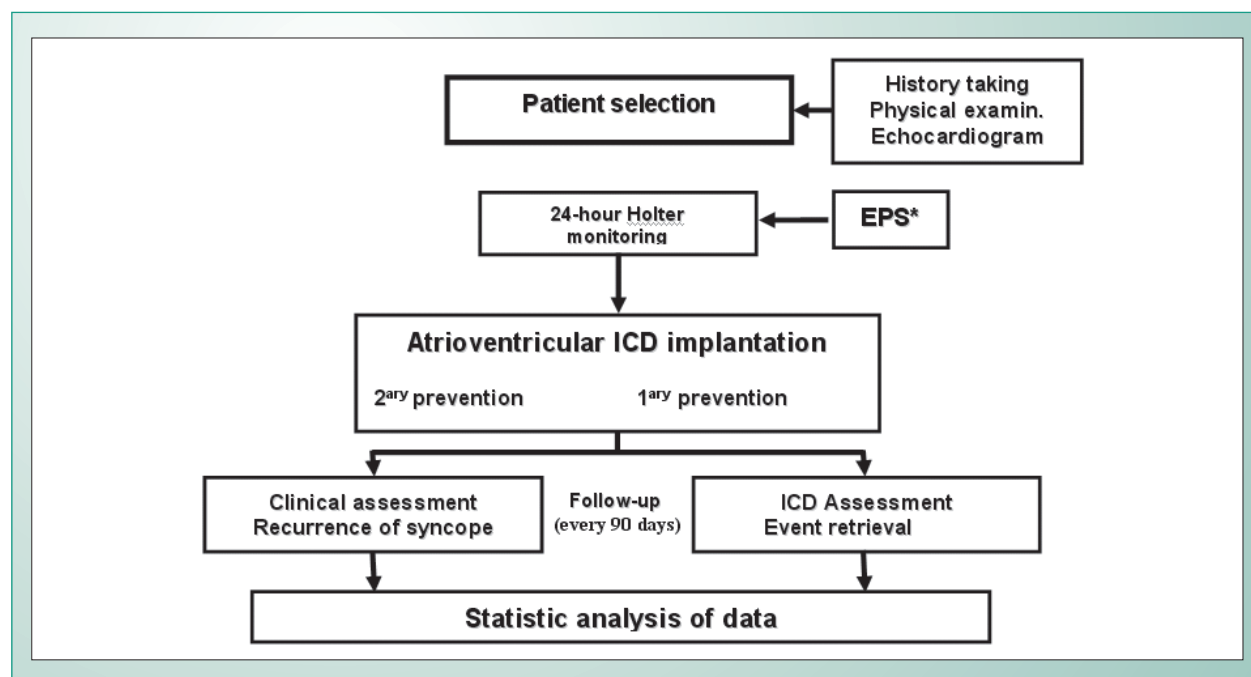 Patient selection
History taking
Physical examin.
Echocardiogram
24-hour Holter
monitoring
EPS*
Atrioventricular ICD implantation
2ary prevention
1ary prevention
Clinical assessment
Recurrence of syncope
Follow-up
(every 90 days)
ICD Assessment
Event retrieval
Statistic analysis of data